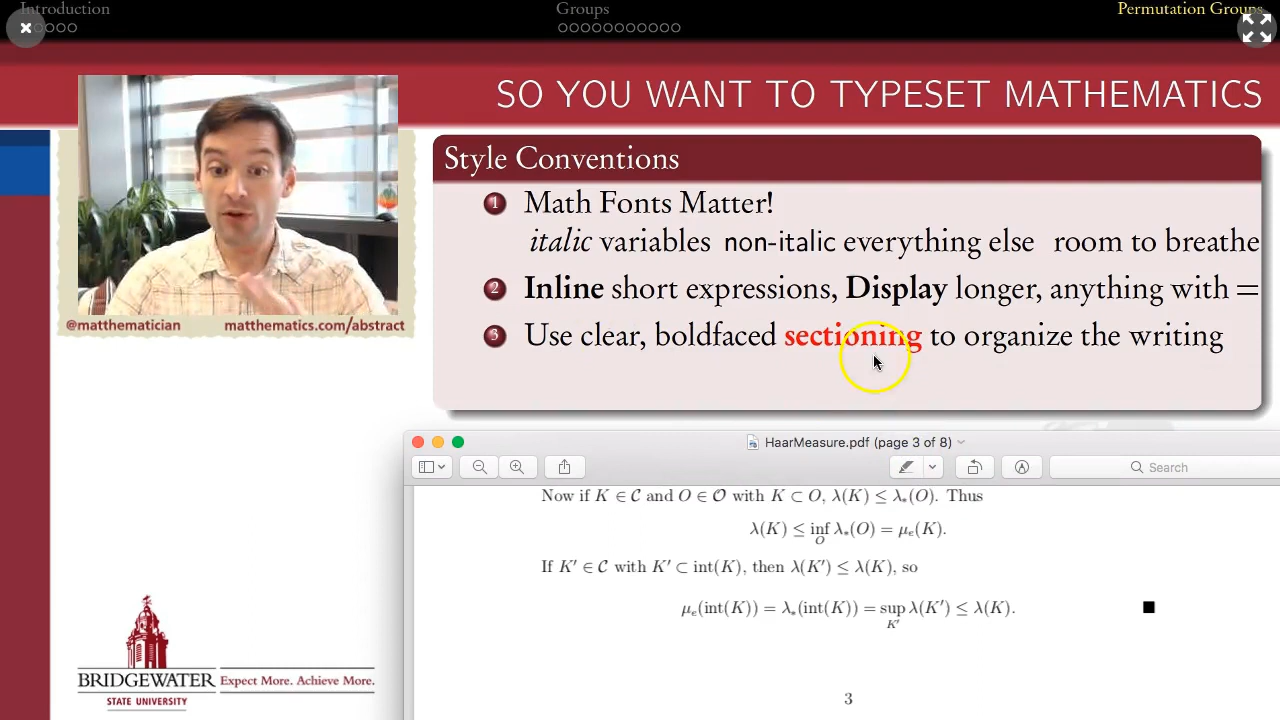 Introduction
Groups
Permutation Groups
SO YOU WANT TO TYPESET MATHEMATICS
Style Conventions
1 Math Fonts Matter!
italic variables non-italic everything else room to breathe
2 Inline short expressions, Display longer, anything with =
3 Use clear, boldfaced sectioning to organize the writing
@matthematician
matthematics.com/abstract
HaarMeasure.pdf (page 3 of 8)
Search
Now if K ∈ 𝒞 and O ∈ 𝒪 with K ⊂ O, λ(K) ≤ λ*(O). Thus
λ(K) ≤ inf_O λ*(O) = μₑ(K).
If K′ ∈ 𝒞 with K′ ⊂ int(K), then λ(K′) ≤ λ(K), so
μₑ(int(K)) = λ*(int(K)) = sup_K′ λ(K′) ≤ λ(K). ■
3
BRIDGEWATER
STATE UNIVERSITY
Expect More. Achieve More.